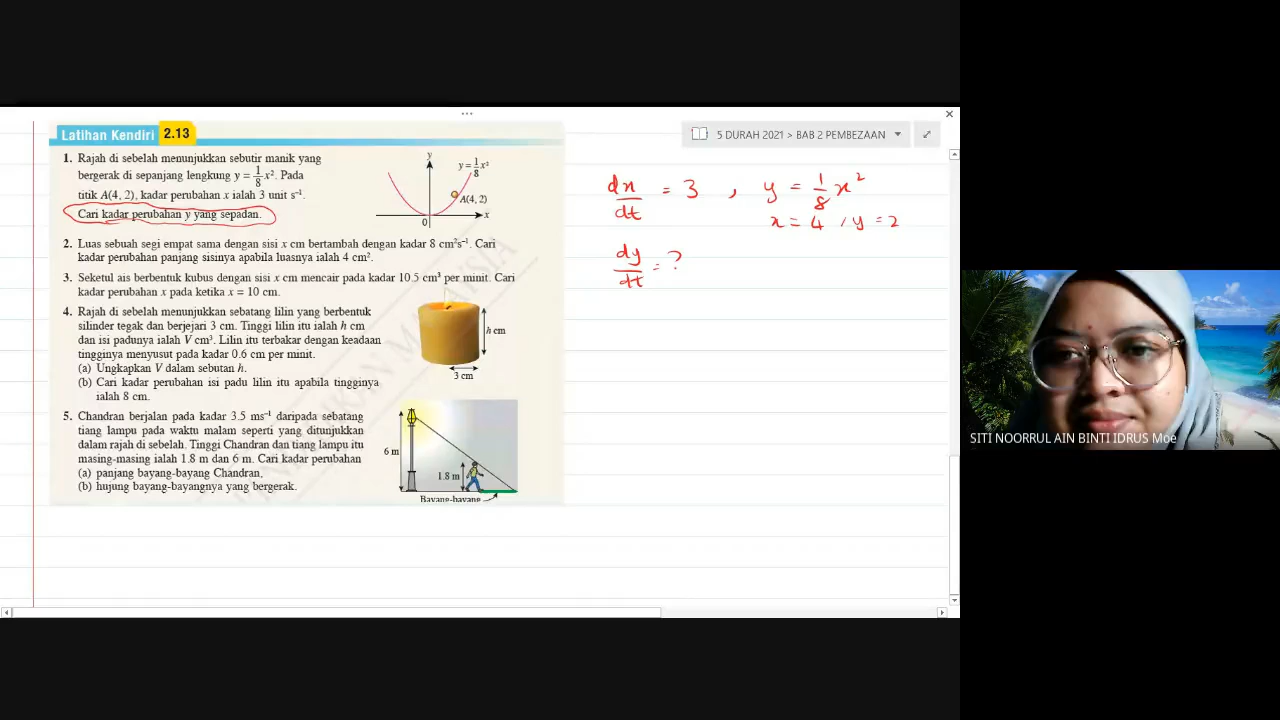 Latihan Kendiri 2.13
1. Rajah di sebelah menunjukkan sebutir manik yang
bergerak di sepanjang lengkung y = 1/8 x². Pada
titik A(4, 2), kadar perubahan x ialah 3 unit s⁻¹.
Cari kadar perubahan y yang sepadan.
y
y = 1/8 x²
A(4, 2)
0
x
2. Luas sebuah segi empat sama dengan sisi x cm bertambah dengan kadar 8 cm²s⁻¹. Cari
kadar perubahan panjang sisinya apabila luasnya ialah 4 cm².
3. Seketul ais berbentuk kubus dengan sisi x cm mencair pada kadar 10.5 cm³ per minit. Cari
kadar perubahan x pada ketika x = 10 cm.
4. Rajah di sebelah menunjukkan sebatang lilin yang berbentuk
silinder tegak dan berjejari 3 cm. Tinggi lilin itu ialah h cm
dan isi padunya ialah V cm³. Lilin itu terbakar dengan keadaan
tingginya menyusut pada kadar 0.6 cm per minit.
(a) Ungkapkan V dalam sebutan h.
(b) Cari kadar perubahan isi padu lilin itu apabila tingginya
ialah 8 cm.
h cm
3 cm
5. Chandran berjalan pada kadar 3.5 ms⁻¹ daripada sebatang
tiang lampu pada waktu malam seperti yang ditunjukkan
dalam rajah di sebelah. Tinggi Chandran dan tiang lampu itu
masing-masing ialah 1.8 m dan 6 m. Cari kadar perubahan
(a) panjang bayang-bayang Chandran,
(b) hujung bayang-bayangnya yang bergerak.
6 m
1.8 m
Bayang-bayang
5 DURAH 2021 > BAB 2 PEMBEZAAN
dx/dt = 3 , y = 1/8 x²
x = 4 , y = 2
dy/dt = ?
SITI NOORRUL AIN BINTI IDRUS Moe